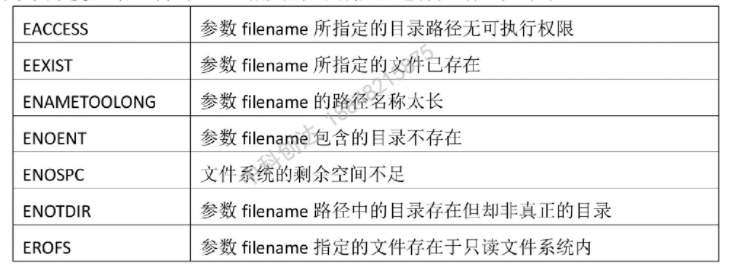 EACCESS 参数 filename 所指定的目录路径无可执行权限
EEXIST 参数 filename 所指定的文件已存在
ENAMETOOLONG 参数 filename 的路径名称太长
ENOENT 参数 filename 包含的目录不存在
ENOSPC 文件系统的剩余空间不足
ENOTDIR 参数 filename 路径中的目录存在但却非真正的目录
EROFS 参数 filename 指定的文件存在于只读文件系统内